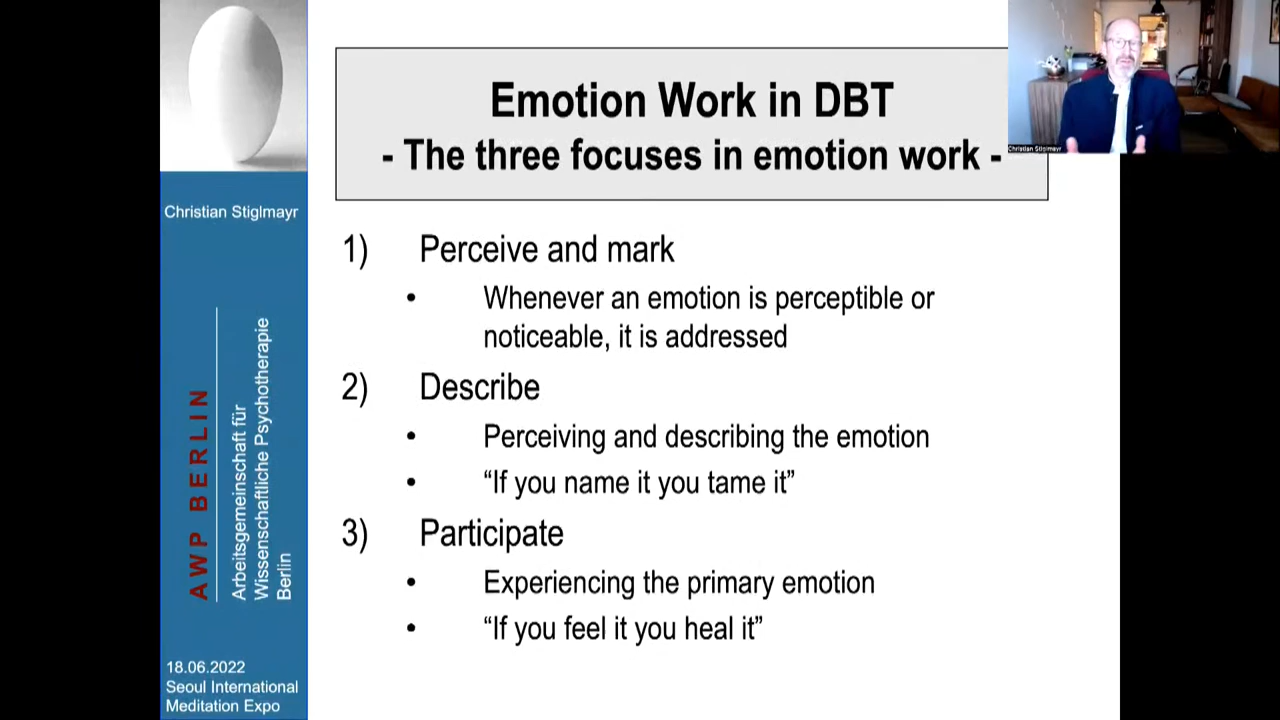 Emotion Work in DBT
- The three focuses in emotion work -
Christian Stiglmayr
Christian Stiglmayr
1) Perceive and mark
• Whenever an emotion is perceptible or
noticeable, it is addressed
2) Describe
• Perceiving and describing the emotion
• “If you name it you tame it”
3) Participate
• Experiencing the primary emotion
• “If you feel it you heal it”
AWP BERLIN
Arbeitsgemeinschaft für
Wissenschaftliche Psychotherapie
Berlin
18.06.2022
Seoul International
Meditation Expo